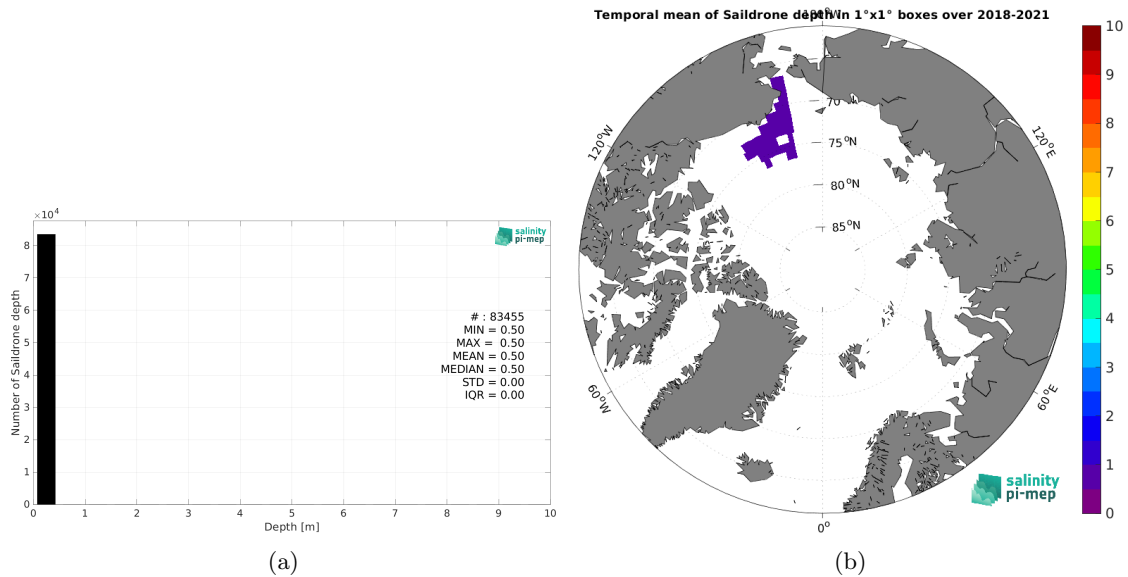 ×10⁴
8
7
6
5
4
3
2
1
0
Number of Saildrone depth
salinity
pi-mep
# : 83455
MIN = 0.50
MAX = 0.50
MEAN = 0.50
MEDIAN = 0.50
STD = 0.00
IQR = 0.00
0 1 2 3 4 5 6 7 8 9 10
Depth [m]
(a)
Temporal mean of Saildrone depth in 1°x1° boxes over 2018-2021
180°W
120°W
120°E
70°N
75°N
80°N
85°N
60°W
60°E
0°
salinity
pi-mep
10
9
8
7
6
5
4
3
2
1
0
(b)